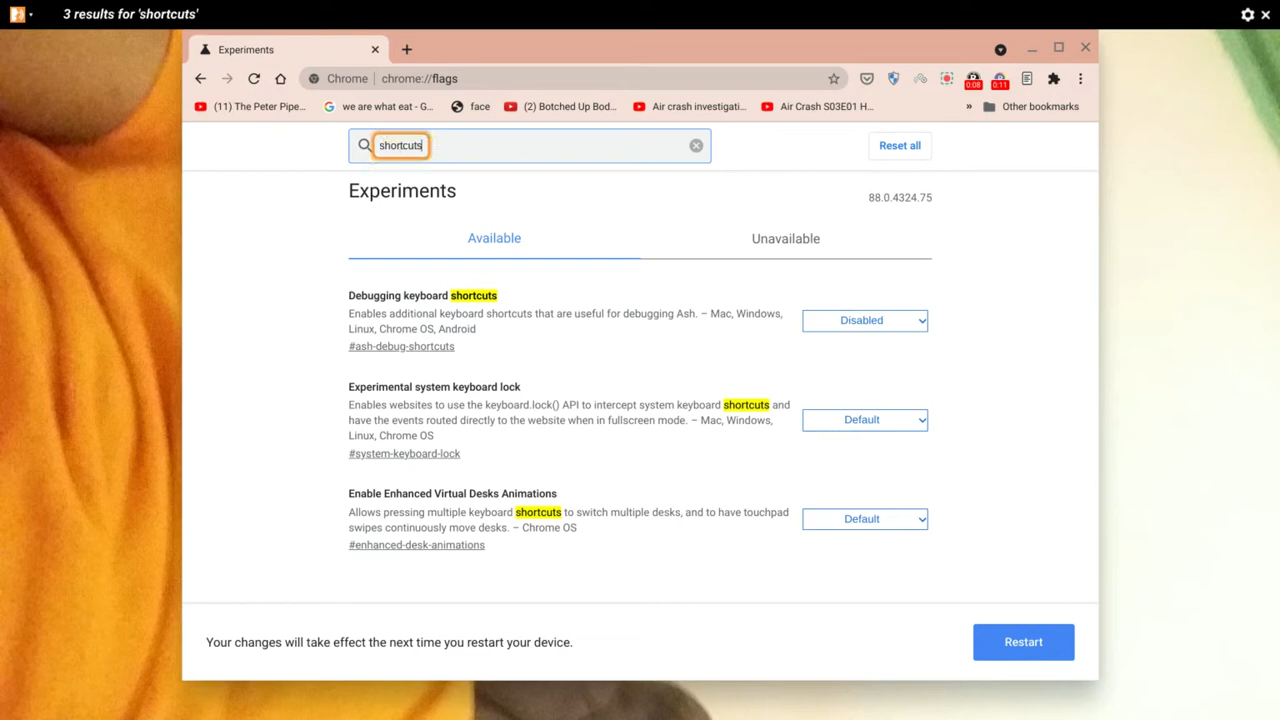 3 results for 'shortcuts'
Experiments
Chrome chrome://flags
0:08 0:11
(11) The Peter Pipe... we are what eat - G... face (2) Botched Up Bod... Air crash investigati... Air Crash S03E01 H... » Other bookmarks
shortcuts
Reset all
Experiments
88.0.4324.75
Available Unavailable
Debugging keyboard shortcuts
Enables additional keyboard shortcuts that are useful for debugging Ash. – Mac, Windows,
Linux, Chrome OS, Android
#ash-debug-shortcuts
Disabled
Experimental system keyboard lock
Enables websites to use the keyboard.lock() API to intercept system keyboard shortcuts and
have the events routed directly to the website when in fullscreen mode. – Mac, Windows,
Linux, Chrome OS
#system-keyboard-lock
Default
Enable Enhanced Virtual Desks Animations
Allows pressing multiple keyboard shortcuts to switch multiple desks, and to have touchpad
swipes continuously move desks. – Chrome OS
#enhanced-desk-animations
Default
Your changes will take effect the next time you restart your device.
Restart